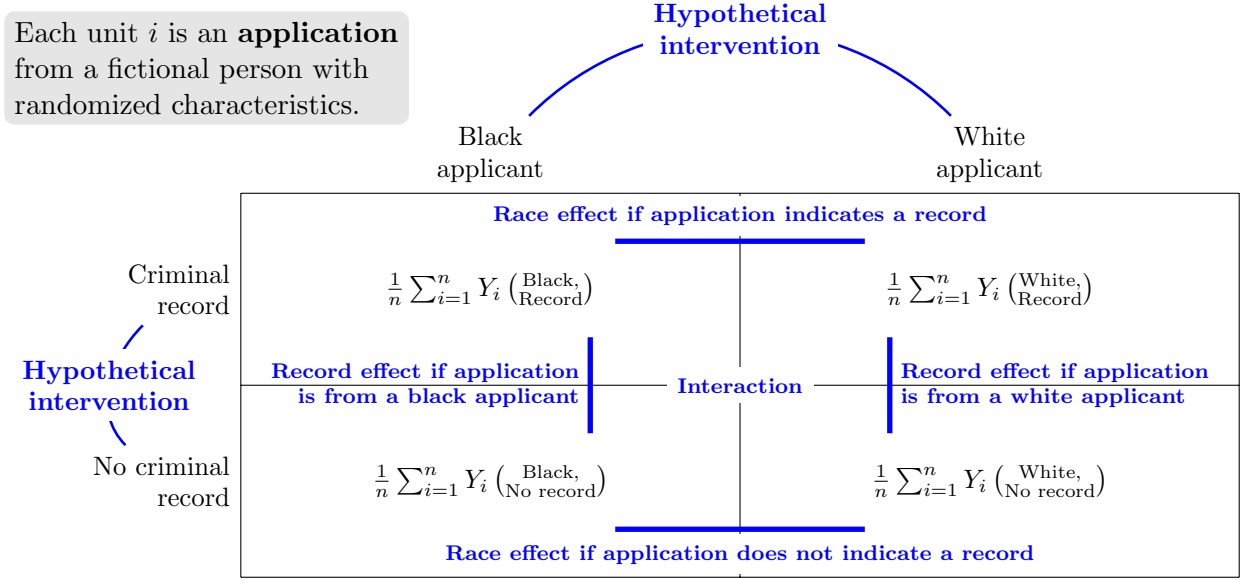 Each unit i is an application
from a fictional person with
randomized characteristics.
Hypothetical
intervention
Black
applicant
White
applicant
Race effect if application indicates a record
Criminal
record
1/n ∑_{i=1}^{n} Y_i (Black, Record)
1/n ∑_{i=1}^{n} Y_i (White, Record)
Hypothetical
intervention
Record effect if application
is from a black applicant
Interaction
Record effect if application
is from a white applicant
No criminal
record
1/n ∑_{i=1}^{n} Y_i (Black, No record)
1/n ∑_{i=1}^{n} Y_i (White, No record)
Race effect if application does not indicate a record